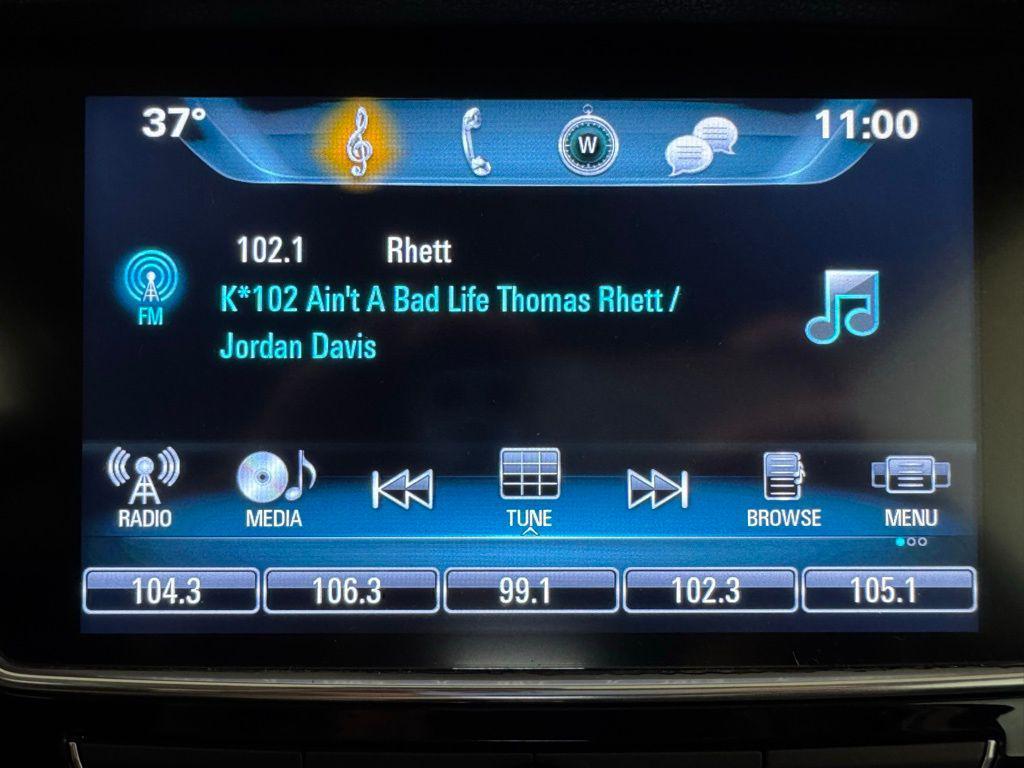 37° W 11:00
102.1 Rhett
FM
K*102 Ain't A Bad Life Thomas Rhett /
Jordan Davis
RADIO MEDIA TUNE BROWSE MENU
104.3 106.3 99.1 102.3 105.1